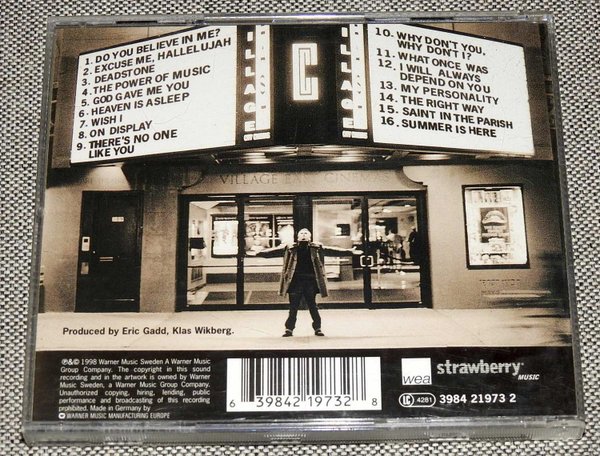 1. DO YOU BELIEVE IN ME?
2. EXCUSE ME, HALLELUJAH
3. DEADSTONE
4. THE POWER OF MUSIC
5. GOD GAVE ME YOU
6. HEAVEN IS ASLEEP
7. WISH I
8. ON DISPLAY
9. THERE'S NO ONE
LIKE YOU
VILLAGE
C
VILLAGE
10. WHY DON'T YOU,
WHY DON'T I?
11. WHAT ONCE WAS
12. I WILL ALWAYS
DEPEND ON YOU
13. MY PERSONALITY
14. THE RIGHT WAY
15. SAINT IN THE PARISH
16. SUMMER IS HERE
VILLAGE EAST CINEMAS
Produced by Eric Gadd, Klas Wikberg.
℗&© 1998 Warner Music Sweden A Warner Music
Group Company. The copyright in this sound
recording and in the artwork is owned by Warner
Music Sweden, a Warner Music Group Company.
Unauthorized copying, hiring, lending, public
performance and broadcasting of this recording
prohibited. Made in Germany by
WARNER MUSIC MANUFACTURING EUROPE
6 39842 19732 8
wea
strawberry
MUSIC
LC 4281 3984 21973 2